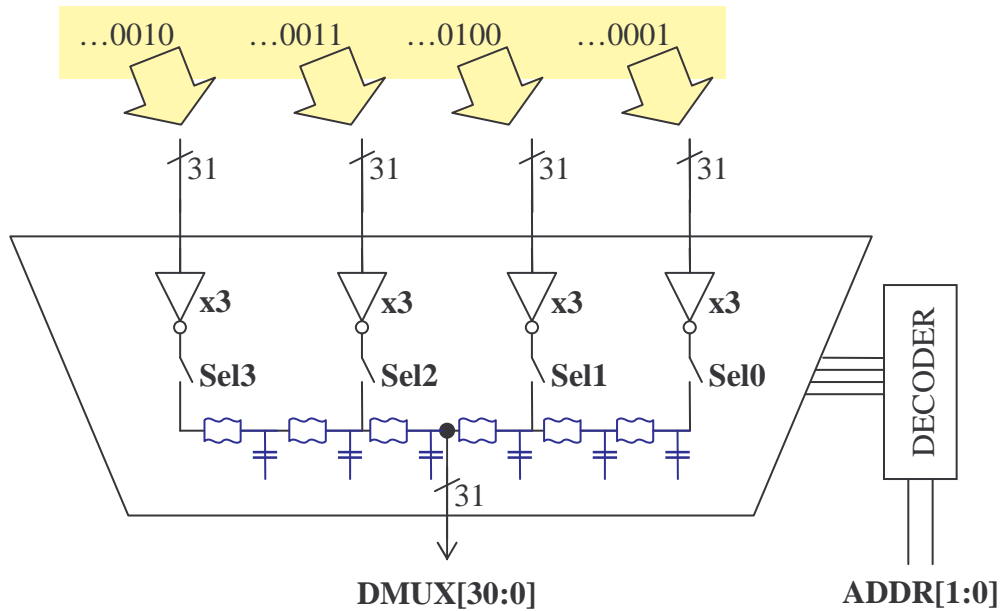 …0010 …0011 …0100 …0001
31 31 31 31
x3 x3 x3 x3
Sel3 Sel2 Sel1 Sel0
DECODER
31
DMUX[30:0] ADDR[1:0]